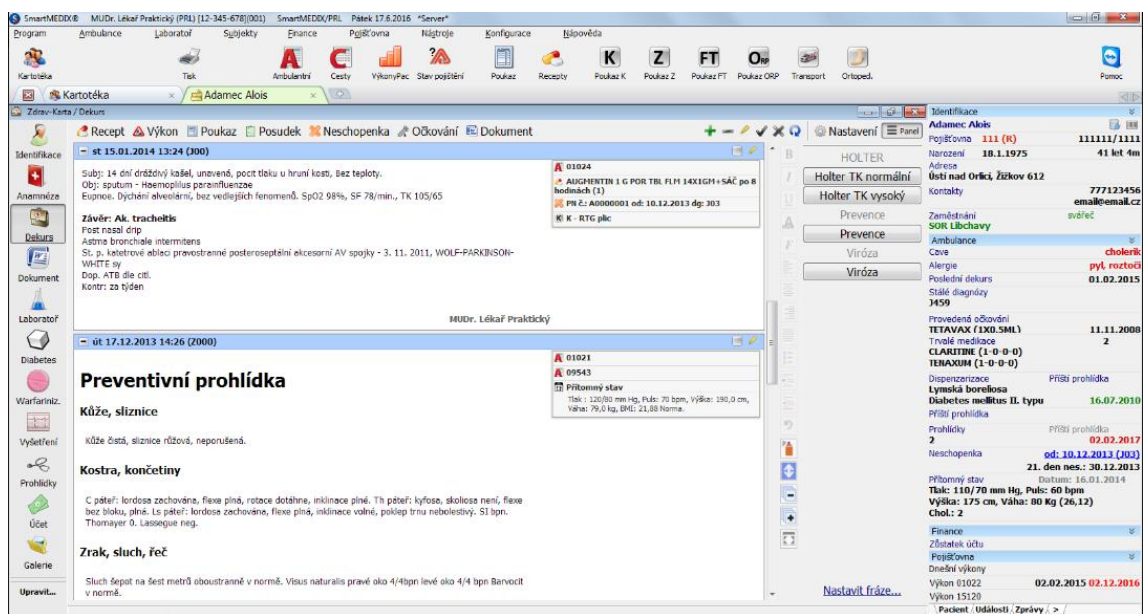 SmartMEDIX® MUDr. Lékař Praktický (PRL) [12-345-678](001) SmartMEDIX/PRL Pátek 17.6.2016 *Server*
Program Ambulance Laboratoř Subjekty Finance Pojišťovna Nástroje Konfigurace Nápověda
A C ?A K Z FT ORP
Kartotéka Tisk Ambulantní Cesty VýkonyPac Stav pojištění Poukaz Recepty Poukaz K Poukaz Z Poukaz FT Poukaz ORP Transport Ortoped. Pomoc
Kartotéka × Adamec Alois ×
Zdrav-Karta / Dekurs
Identifikace
Anamnéza
Dekurs
Dokument
Laboratoř
Diabetes
Warfariniz.
Vyšetření
Prohlídky
Účet
Galerie
Upravit...
Recept Výkon Poukaz Posudek Neschopenka Očkování Dokument
st 15.01.2014 13:24 (J00)
Subj: 14 dní dráždivý kašel, unavená, pocit tlaku u hruní kosti, Bez teploty.
Obj: sputum - Haemoplilus parainfluenzae
Eupnoe. Dýchání alveolární, bez vedlejších fenomenů. SpO2 98%, SF 78/min., TK 105/65
Závěr: Ak. tracheitis
Post nasal drip
Astma bronchiale intermitens
St. p. katetrové ablaci pravostranné posteroseptální akcesorní AV spojky - 3. 11. 2011, WOLF-PARKINSON-
WHITE sy
Dop. ATB dle citl.
Kontr: za týden
A 01024
AUGMENTIN 1 G POR TBL FLM 14X1GM+SÁČ po 8
hodinách (1)
PN č.: A0000001 od: 10.12.2013 dg: J03
K K - RTG plic
MUDr. Lékař Praktický
út 17.12.2013 14:26 (Z000)
Preventivní prohlídka
A 01021
A 09543
Přítomný stav
Tlak : 120/80 mm Hg, Puls: 70 bpm, Výška: 190,0 cm,
Váha: 79,0 kg, BMI: 21,88 Norma.
Kůže, sliznice
Kůže čistá, sliznice růžová, neporušená.
Kostra, končetiny
C páteř: lordosa zachována, flexe plná, rotace dotáhne, inklinace plné. Th páteř: kyfosa, skoliosa není, flexe
bez bloku, plná. Ls páteř: lordosa zachována, flexe plná, inklinace volné, poklep trnu nebolestivý. SI bpn.
Thomayer 0. Lassegue neg.
Zrak, sluch, řeč
Sluch šepot na šest metrů oboustranně v normě. Visus naturalis pravé oko 4/4bpn levé oko 4/4 bpn Barvocit
v normě.
Nastavení Panel
HOLTER
Holter TK normální
Holter TK vysoký
Prevence
Prevence
Viróza
Viróza
Nastavit fráze...
Identifikace
Adamec Alois
Pojišťovna 111 (R) 111111/1111
Narození 18.1.1975 41 let 4m
Adresa
Ústí nad Orlicí, Žižkov 612
Kontakty 777123456
email@email.cz
Zaměstnání svářeč
SOR Libchavy
Ambulance
Cave cholerik
Alergie pyl, roztoči
Poslední dekurs 01.02.2015
Stálé diagnózy
J459
Provedená očkování
TETAVAX (1X0.5ML) 11.11.2008
Trvalé medikace 2
CLARITINE (1-0-0-0)
TENAXUM (1-0-0-0)
Dispenzarizace Příští prohlídka
Lymská boreliosa
Diabetes mellitus II. typu 16.07.2010
Příští prohlídka
Prohlídky Příští prohlídka
2 02.02.2017
Neschopenka od: 10.12.2013 (J03)
21. den nes.: 30.12.2013
Přítomný stav Datum: 16.01.2014
Tlak: 110/70 mm Hg, Puls: 60 bpm
Výška: 175 cm, Váha: 80 Kg (26,12)
Chol.: 2
Finance
Zůstatek účtu
Pojišťovna
Dnešní výkony
Výkon 01022 02.02.2015 02.12.2016
Výkon 15120
Pacient Události Zprávy >